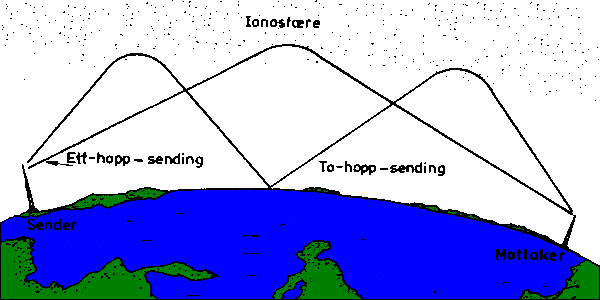 Ionosfære
Ett-hopp-sending
To-hopp-sending
Sender
Mottaker